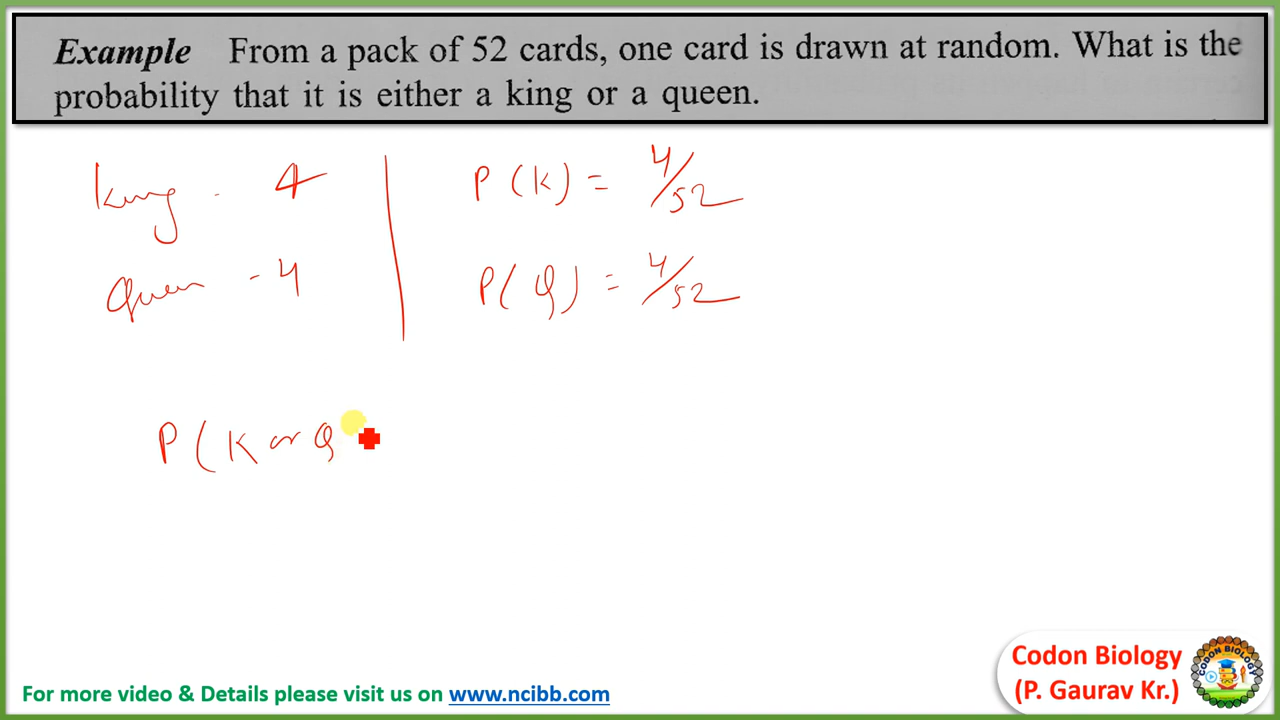 Example From a pack of 52 cards, one card is drawn at random. What is the
probability that it is either a king or a queen.
King - 4
Queen - 4
P(K) = 4/52
P(Q) = 4/52
P(K or Q
Codon Biology
(P. Gaurav Kr.)
CODON BIOLOGY
For more video & Details please visit us on www.ncibb.com